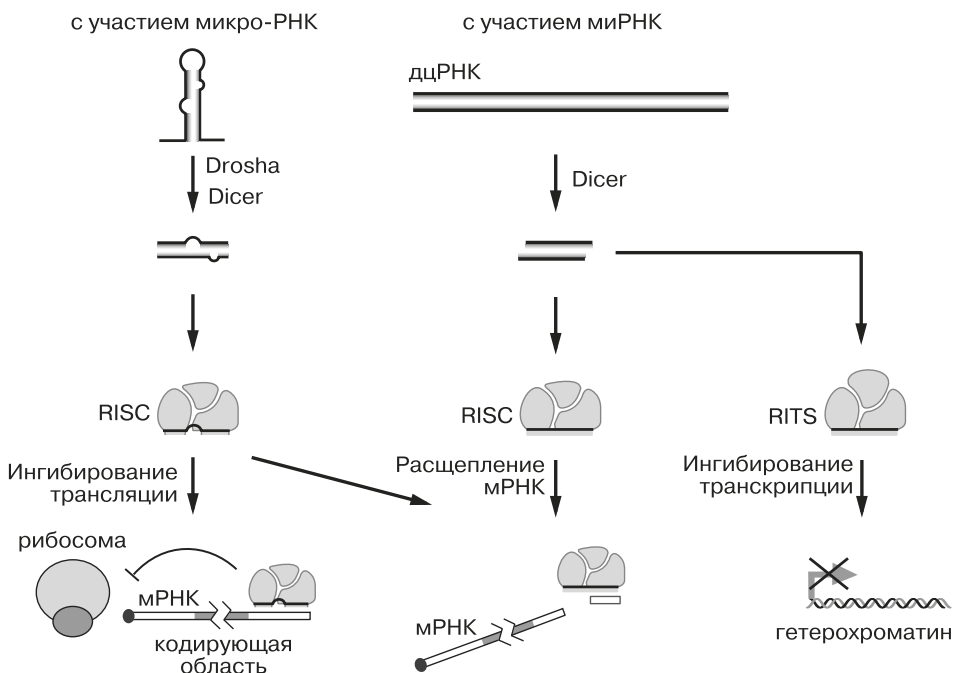 с участием микро-РНК
с участием миРНК
дцРНК
Drosha
Dicer
Dicer
RISC
RISC
RITS
Ингибирование
трансляции
Расщепление
мРНК
Ингибирование
транскрипции
рибосома
мРНК
кодирующая
область
мРНК
гетерохроматин